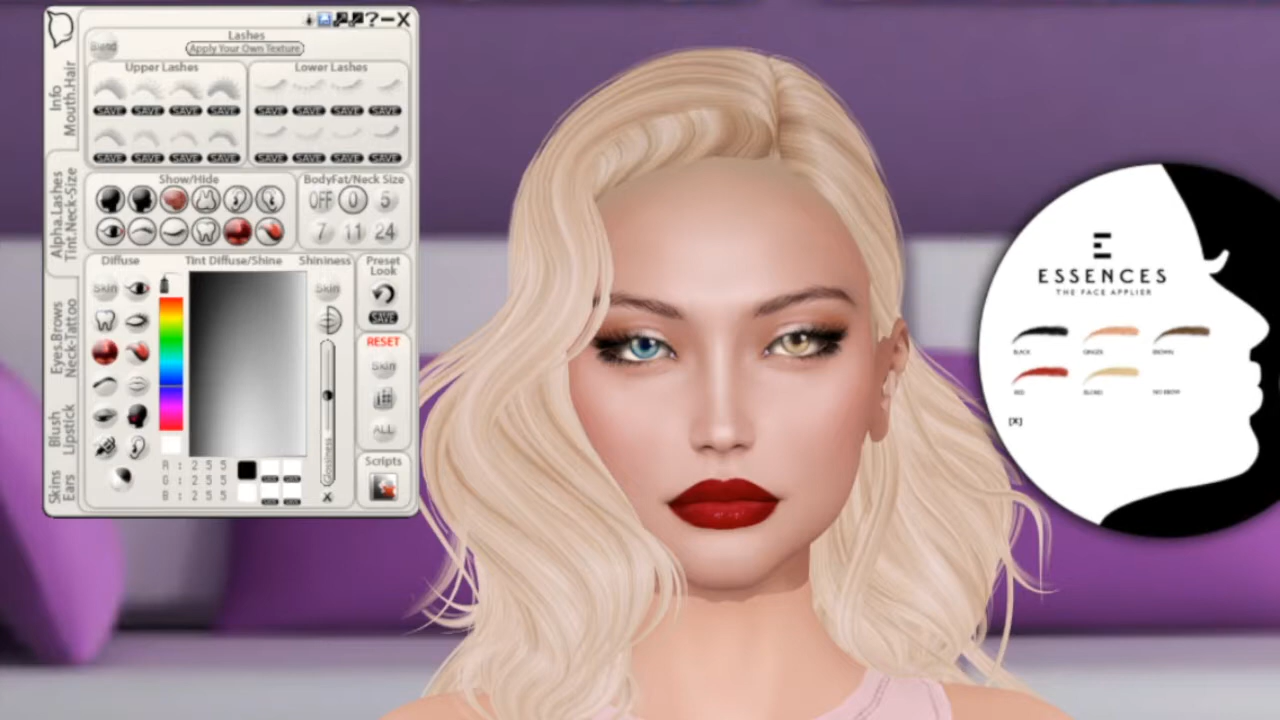 ?
X
Lashes
Blend
Apply Your Own Texture
Upper Lashes
Lower Lashes
SAVE SAVE SAVE SAVE
SAVE SAVE SAVE SAVE
SAVE SAVE SAVE SAVE
SAVE SAVE SAVE SAVE
Info
Mouth.Hair
Alpha.Lashes
Tint.Neck-Size
Eyes.Brows
Neck-Tattoo
Blush
Lipstick
Skins
Ears
Show/Hide
BodyFat/Neck Size
OFF 0 5
7 11 24
Diffuse
Tint Diffuse/Shine
Shininess
Skin
Skin
Glossiness
X
R : 2 5 5
G : 2 5 5
B : 2 5 5
Preset
Look
SAVE
RESET
Skin
ALL
Scripts
ESSENCES
THE FACE APPLIER
BLACK GINGER BROWN
RED BLOND NO BROW
[X]